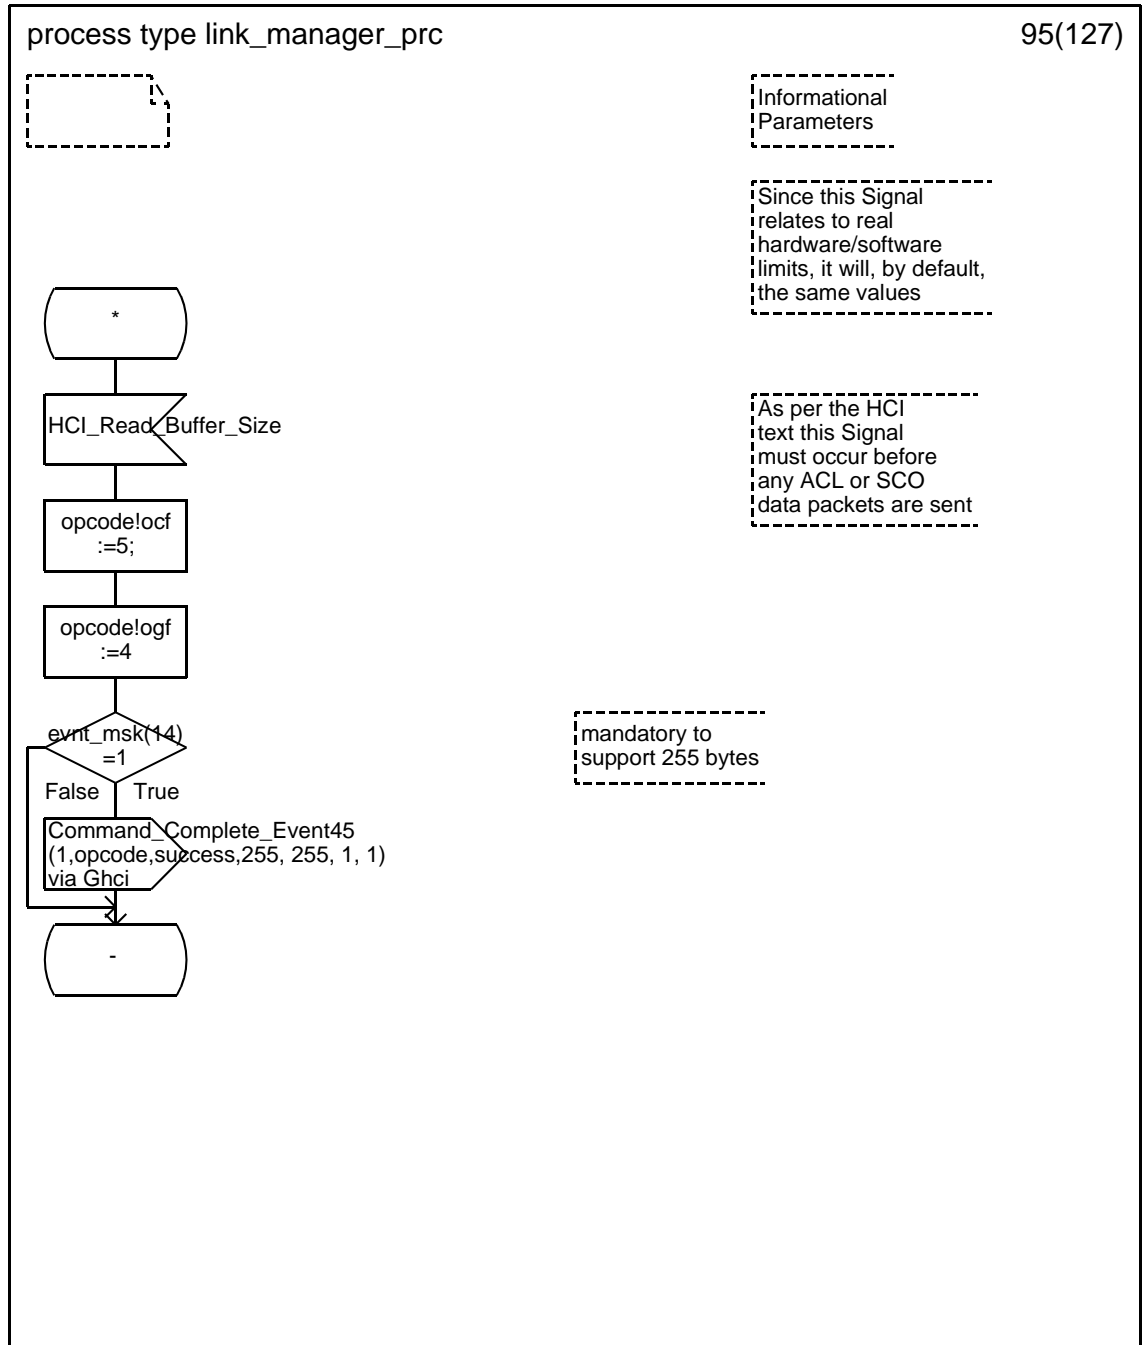 process type link_manager_prc
95(127)
Informational
Parameters
Since this Signal
relates to real
hardware/software
limits, it will, by default,
the same values
*
HCI_Read_Buffer_Size
As per the HCI
text this Signal
must occur before
any ACL or SCO
data packets are sent
opcode!ocf
:=5;
opcode!ogf
:=4
evnt_msk(14)
=1
mandatory to
support 255 bytes
False
True
Command_Complete_Event45
(1,opcode,success,255, 255, 1, 1)
via Ghci
-